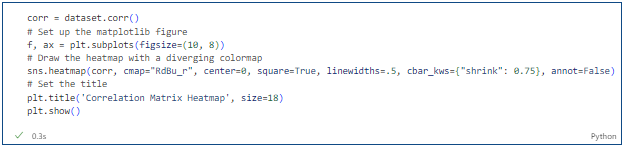 corr = dataset.corr()
# Set up the matplotlib figure
f, ax = plt.subplots(figsize=(10, 8))
# Draw the heatmap with a diverging colormap
sns.heatmap(corr, cmap="RdBu_r", center=0, square=True, linewidths=.5, cbar_kws={"shrink": 0.75}, annot=False)
# Set the title
plt.title('Correlation Matrix Heatmap', size=18)
plt.show()
✓ 0.3s Python